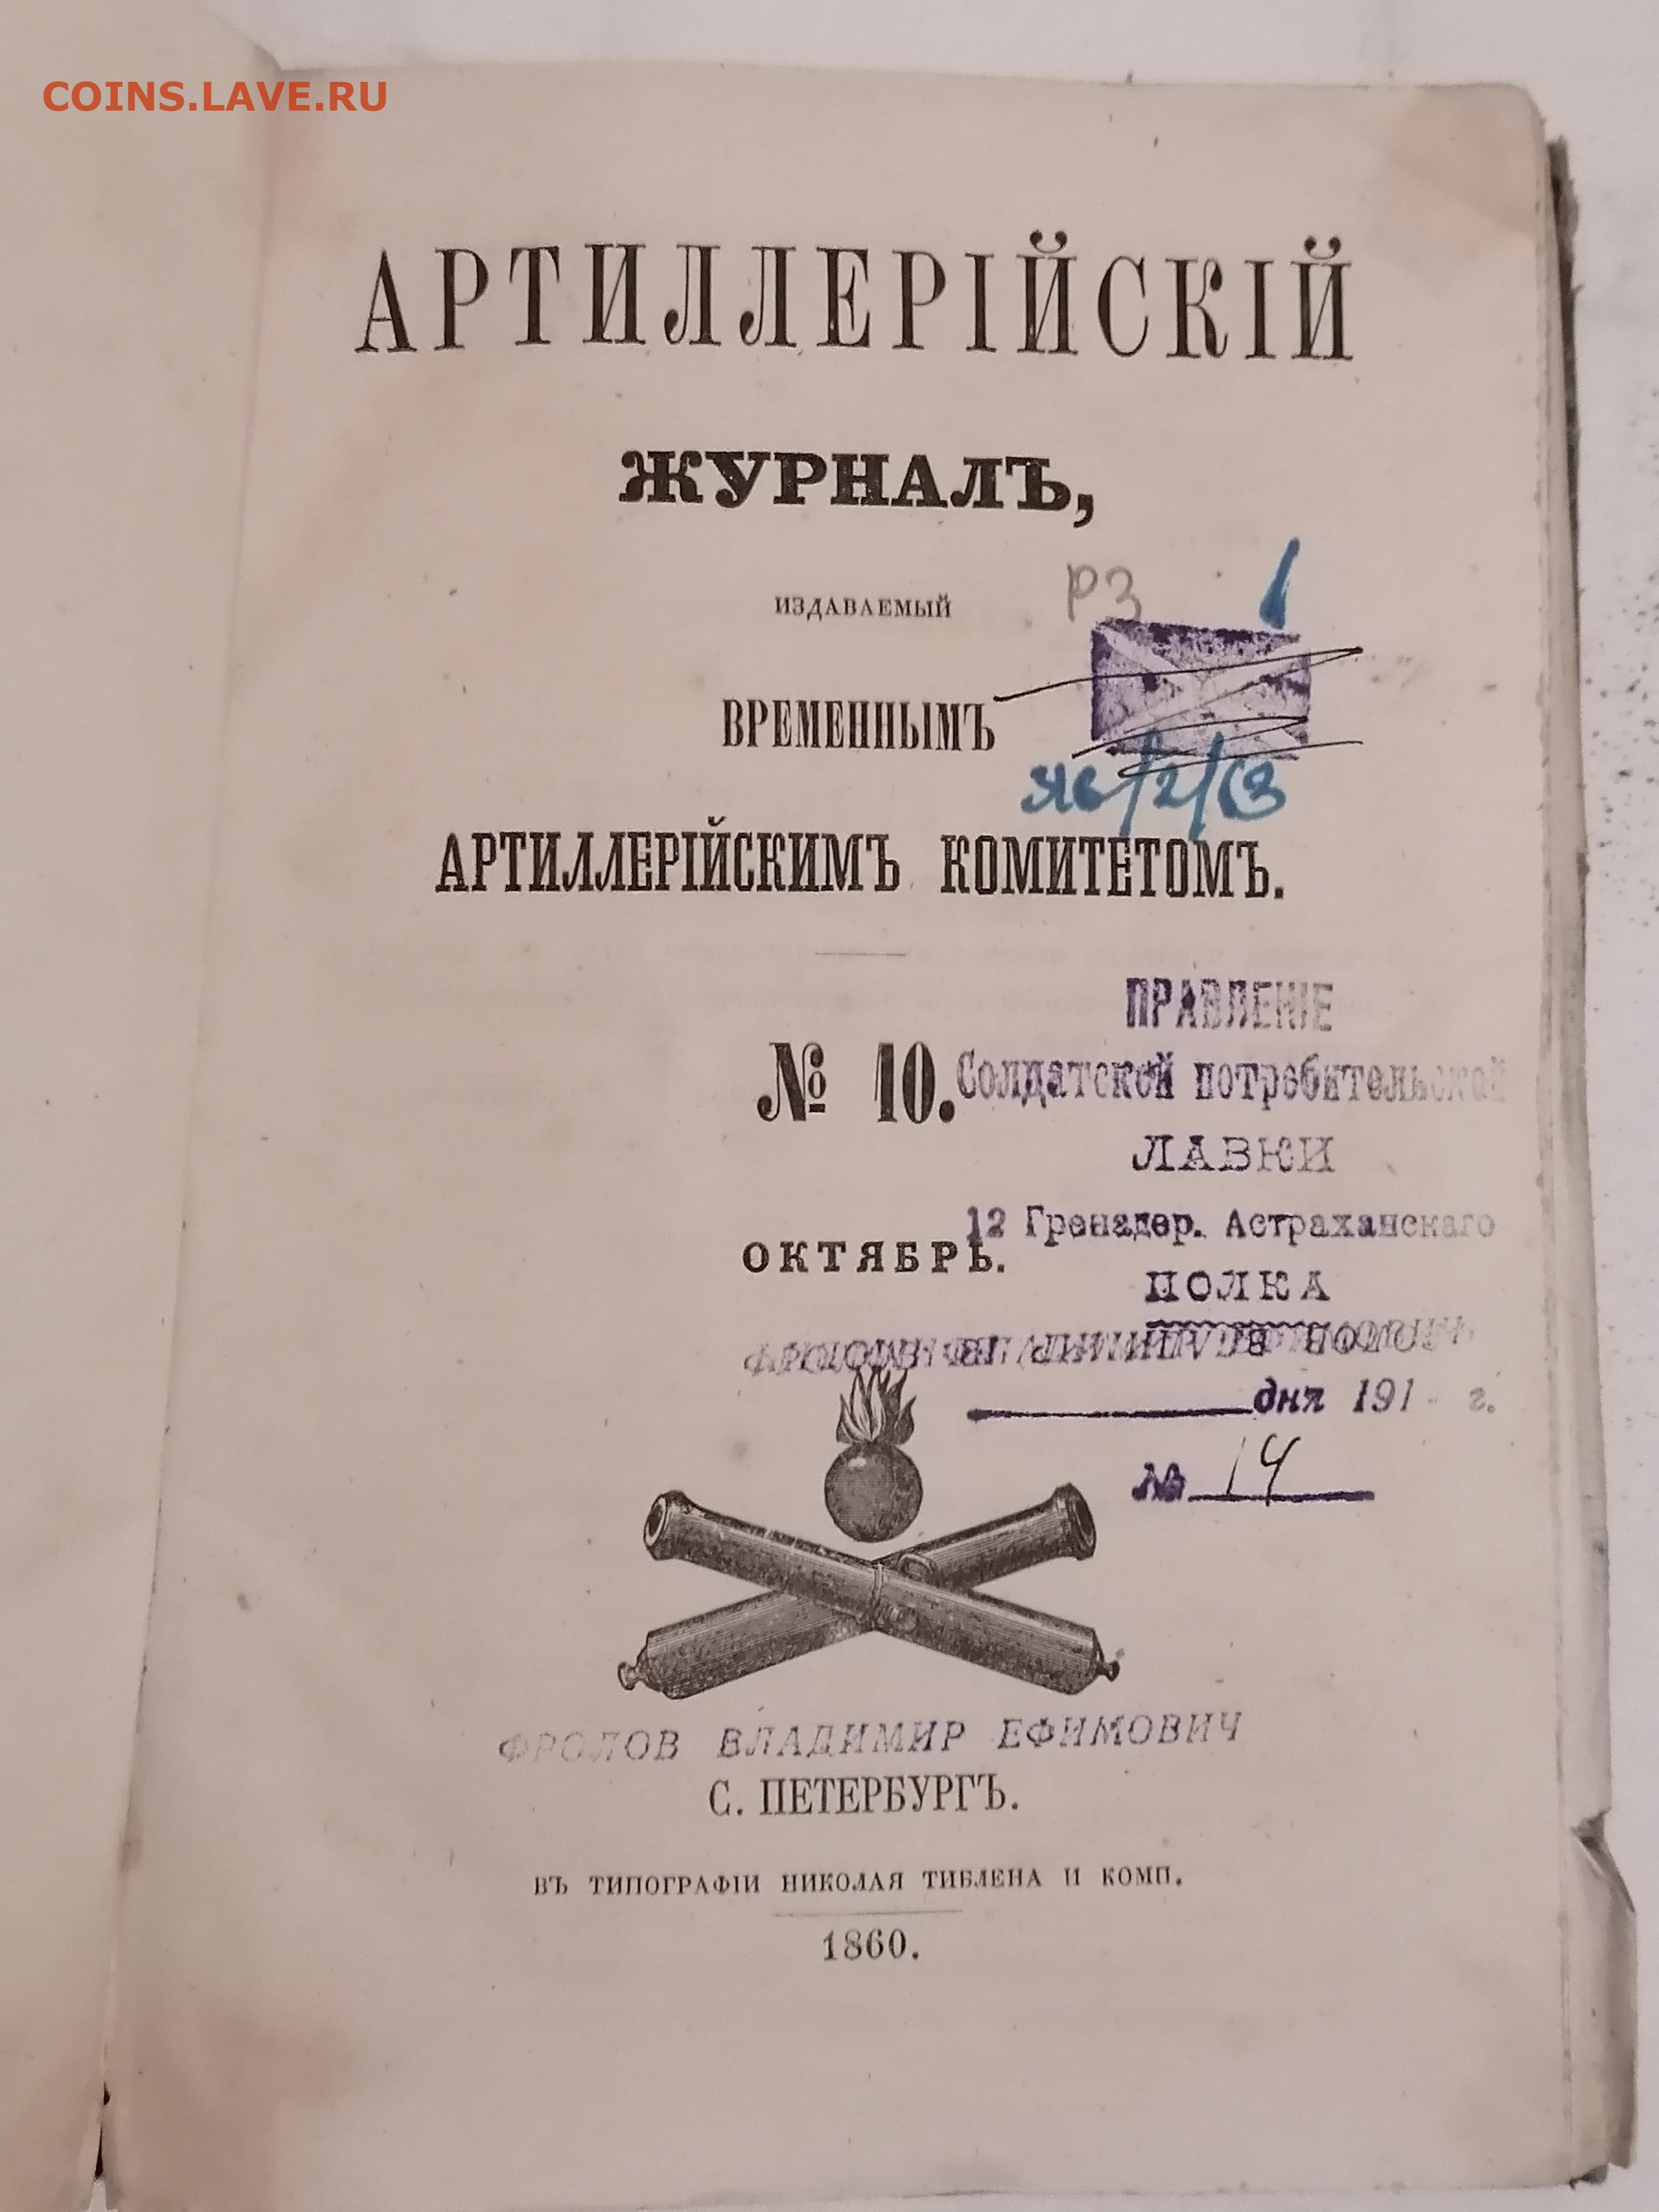 COINS.LAVE.RU
АРТИЛЛЕРІЙСКІЙ
ЖУРНАЛЪ,
ИЗДАВАЕМЫЙ
РЗ
ВРЕМЕННЫМЪ
АРТИЛЛЕРІЙСКИМЪ КОМИТЕТОМЪ.
ПРАВЛЕНІЕ
№ 10.
Солдатской потребительской
ЛАВКИ
12 Гренадер. Астраханскаго
ОКТЯБРЬ.
ПОЛКА
дня 191 г.
№ 14
ФРОЛОВ ВЛАДИМИР ЕФИМОВИЧ
С. ПЕТЕРБУРГЪ.
ВЪ ТИПОГРАФІИ НИКОЛАЯ ТИБЛЕНА И КОМП.
1860.